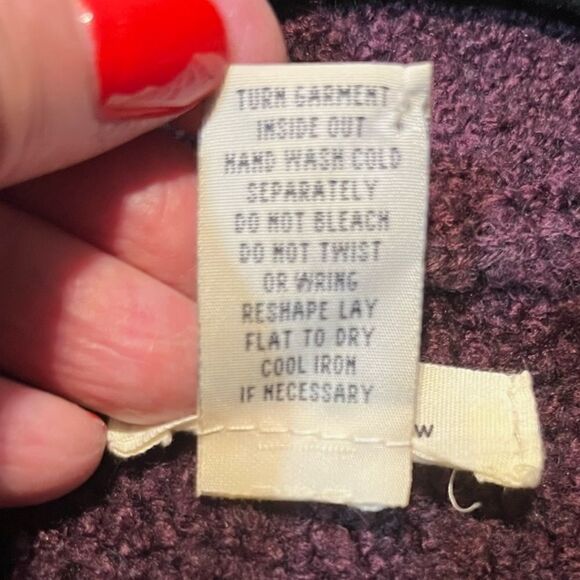 TURN GARMENT
INSIDE OUT
HAND WASH COLD
SEPARATELY
DO NOT BLEACH
DO NOT TWIST
OR WRING
RESHAPE LAY
FLAT TO DRY
COOL IRON
IF NECESSARY
W